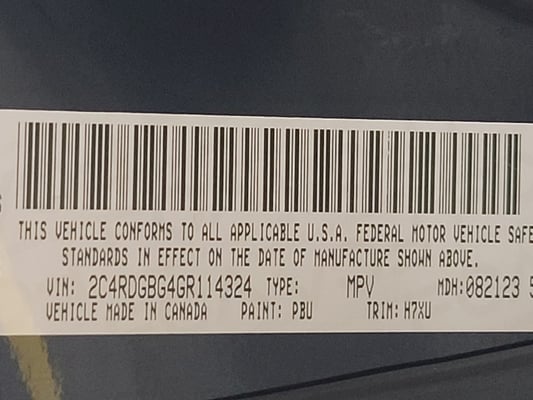 THIS VEHICLE CONFORMS TO ALL APPLICABLE U.S.A. FEDERAL MOTOR VEHICLE SAFE
STANDARDS IN EFFECT ON THE DATE OF MANUFACTURE SHOWN ABOVE.
VIN: 2C4RDGBG4GR114324 TYPE: MPV MDH:082123 5
VEHICLE MADE IN CANADA PAINT: PBU TRIM: H7XU